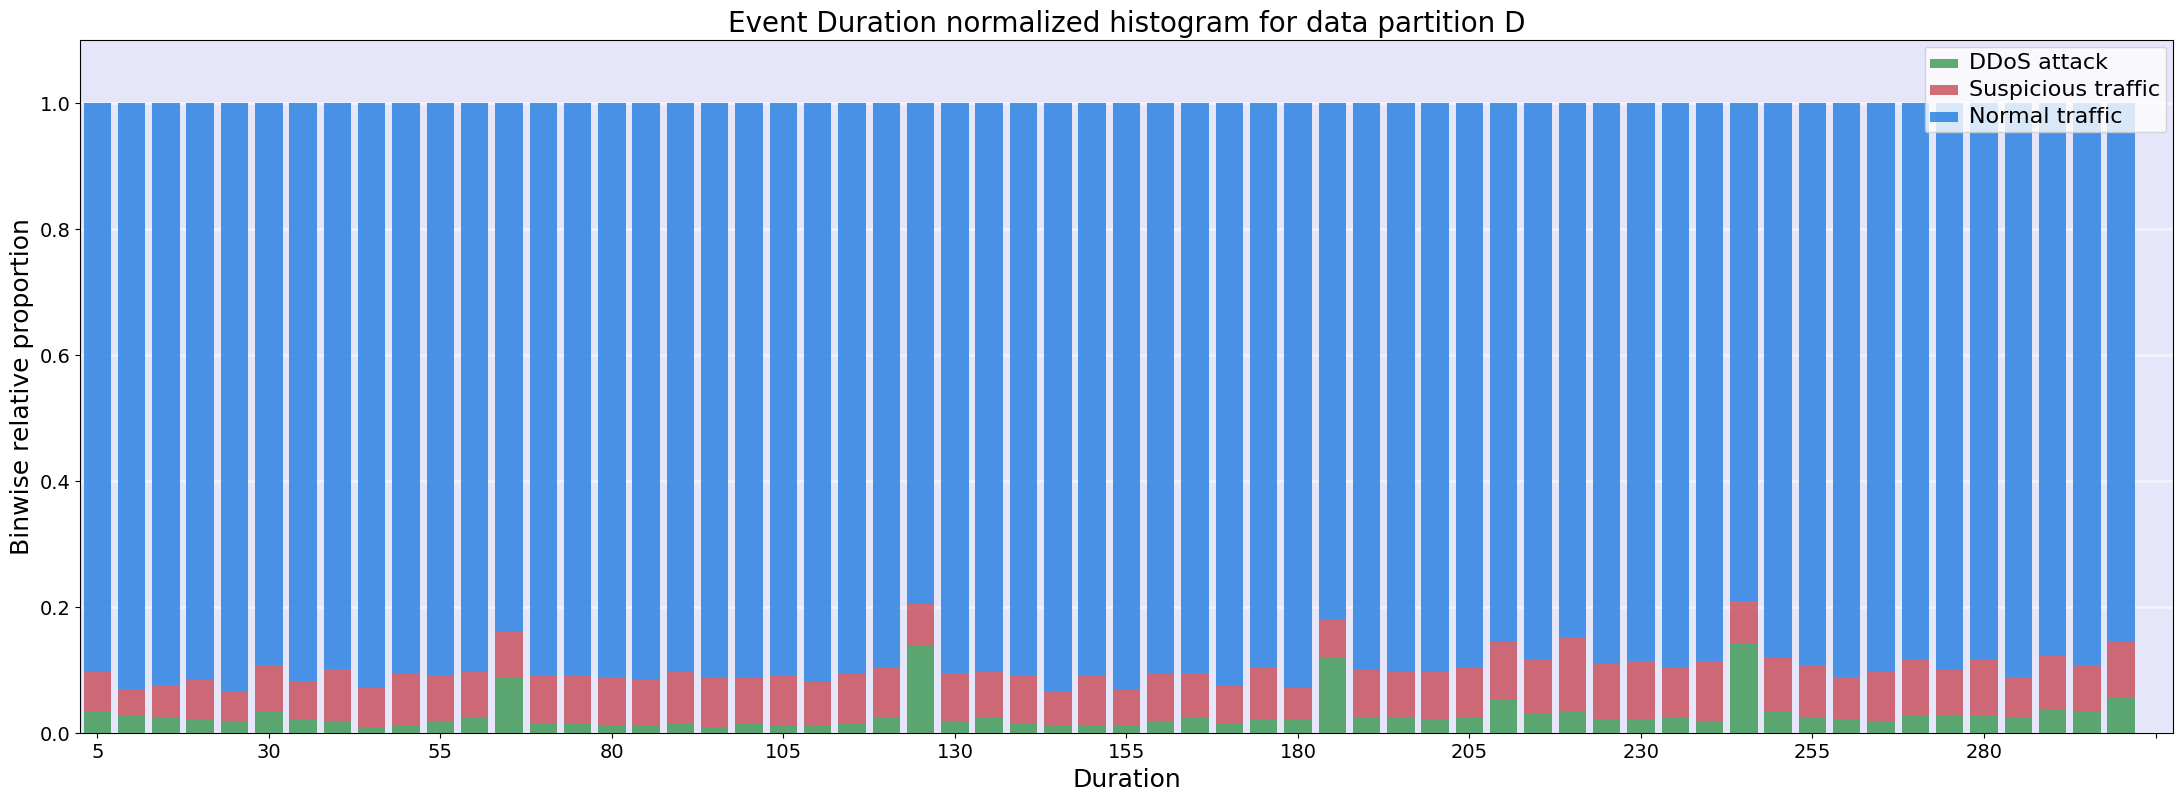 Event Duration normalized histogram for data partition D
DDoS attack
Suspicious traffic
Normal traffic
Binwise relative proportion
1.0
0.8
0.6
0.4
0.2
0.0
5 30 55 80 105 130 155 180 205 230 255 280
Duration